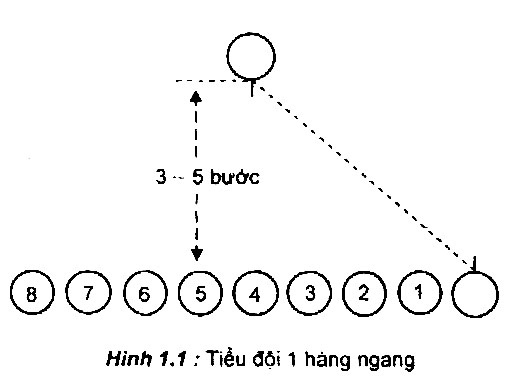 3 - 5 bước
8 7 6 5 4 3 2 1
Hình 1.1 : Tiểu đội 1 hàng ngang